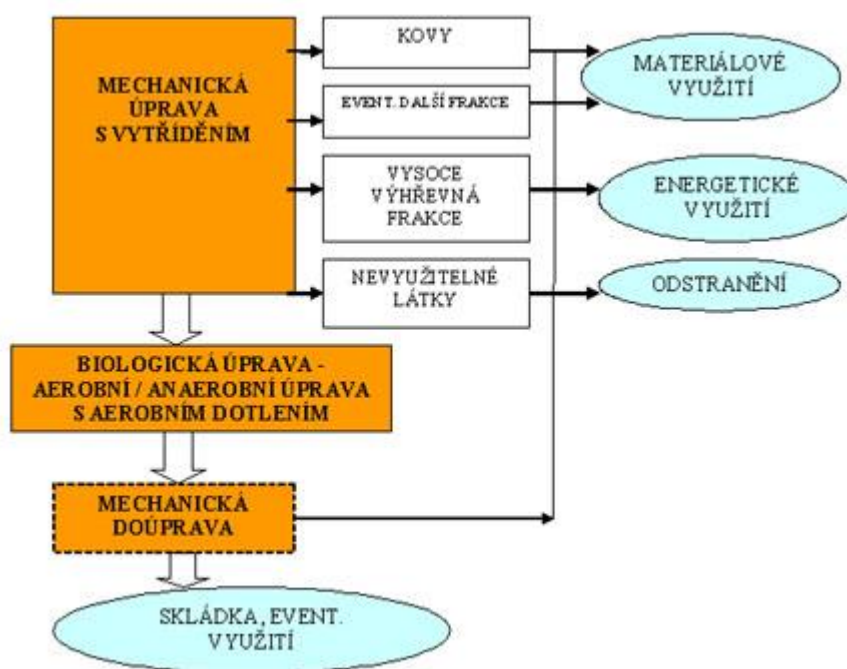 MECHANICKÁ
ÚPRAVA
S VYTŘÍDĚNÍM
KOVY
EVENT. DALŠÍ FRAKCE
VYSOCE
VÝHŘEVNÁ
FRAKCE
NEVYUŽITELNÉ
LÁTKY
MATERIÁLOVÉ
VYUŽITÍ
ENERGETICKÉ
VYUŽITÍ
ODSTRANĚNÍ
BIOLOGICKÁ ÚPRAVA -
AEROBNÍ / ANAEROBNÍ ÚPRAVA
S AEROBNÍM DOTLENÍM
MECHANICKÁ
DOÚPRAVA
SKLÁDKA, EVENT.
VYUŽITÍ